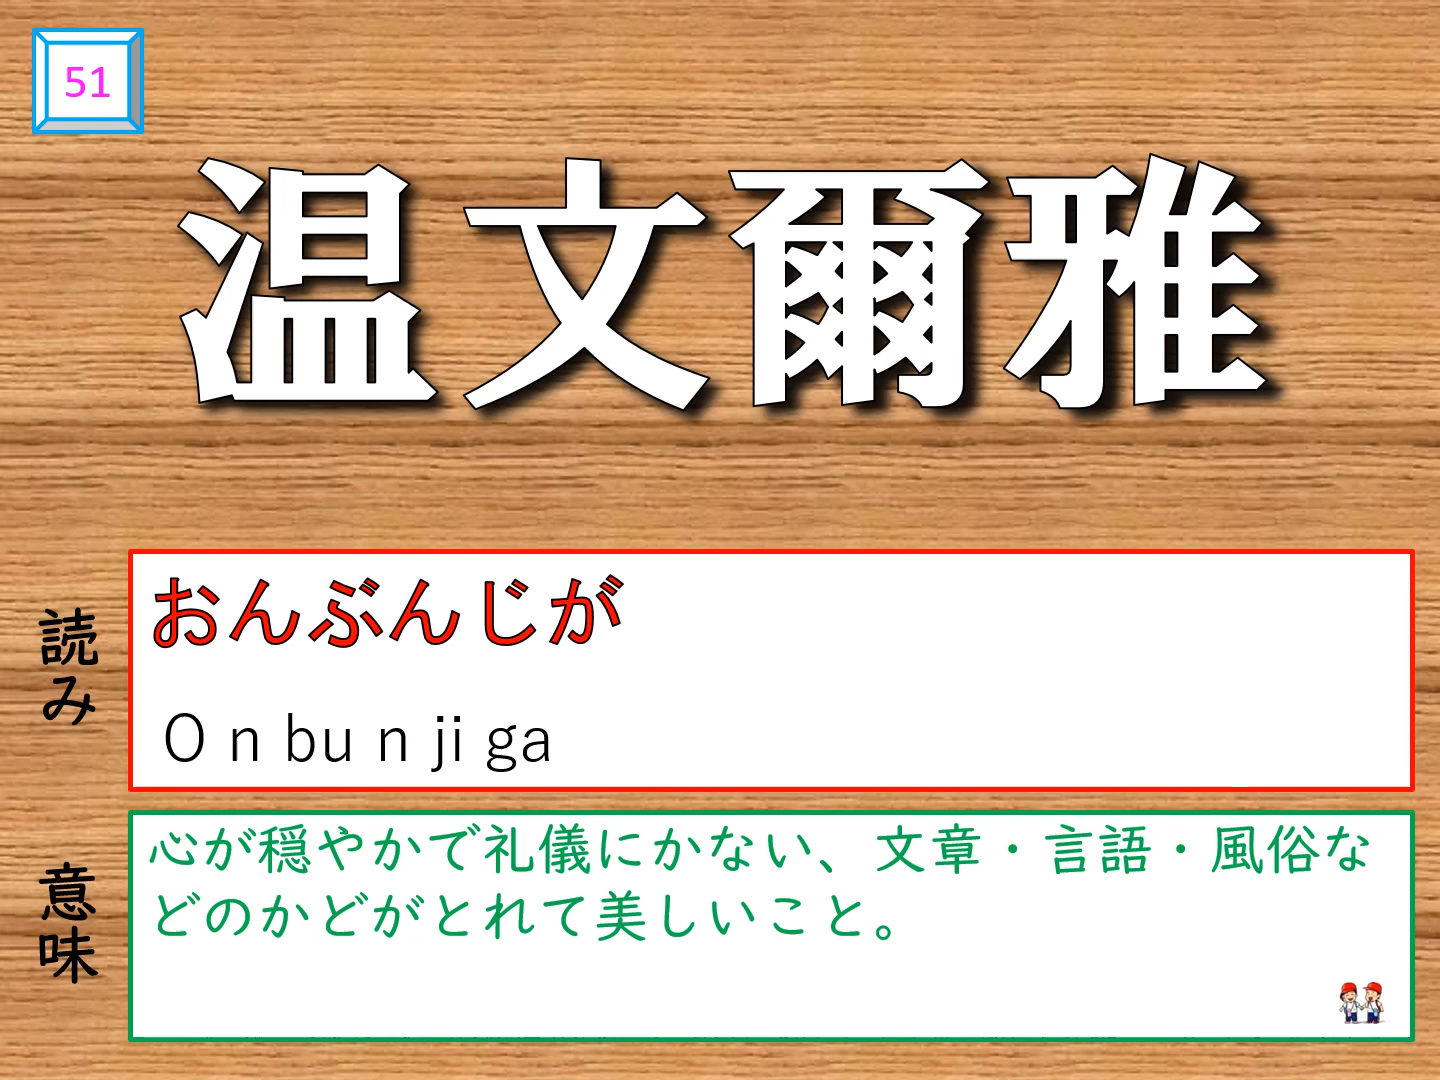 51
温文爾雅
読み
おんぶんじが
O n bu n ji ga
意味
心が穏やかで礼儀にかない、文章・言語・風俗な
どのかどがとれて美しいこと。